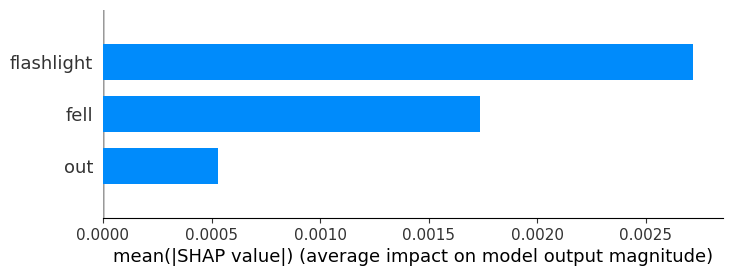 flashlight
fell
out
0.0000 0.0005 0.0010 0.0015 0.0020 0.0025
mean(|SHAP value|) (average impact on model output magnitude)